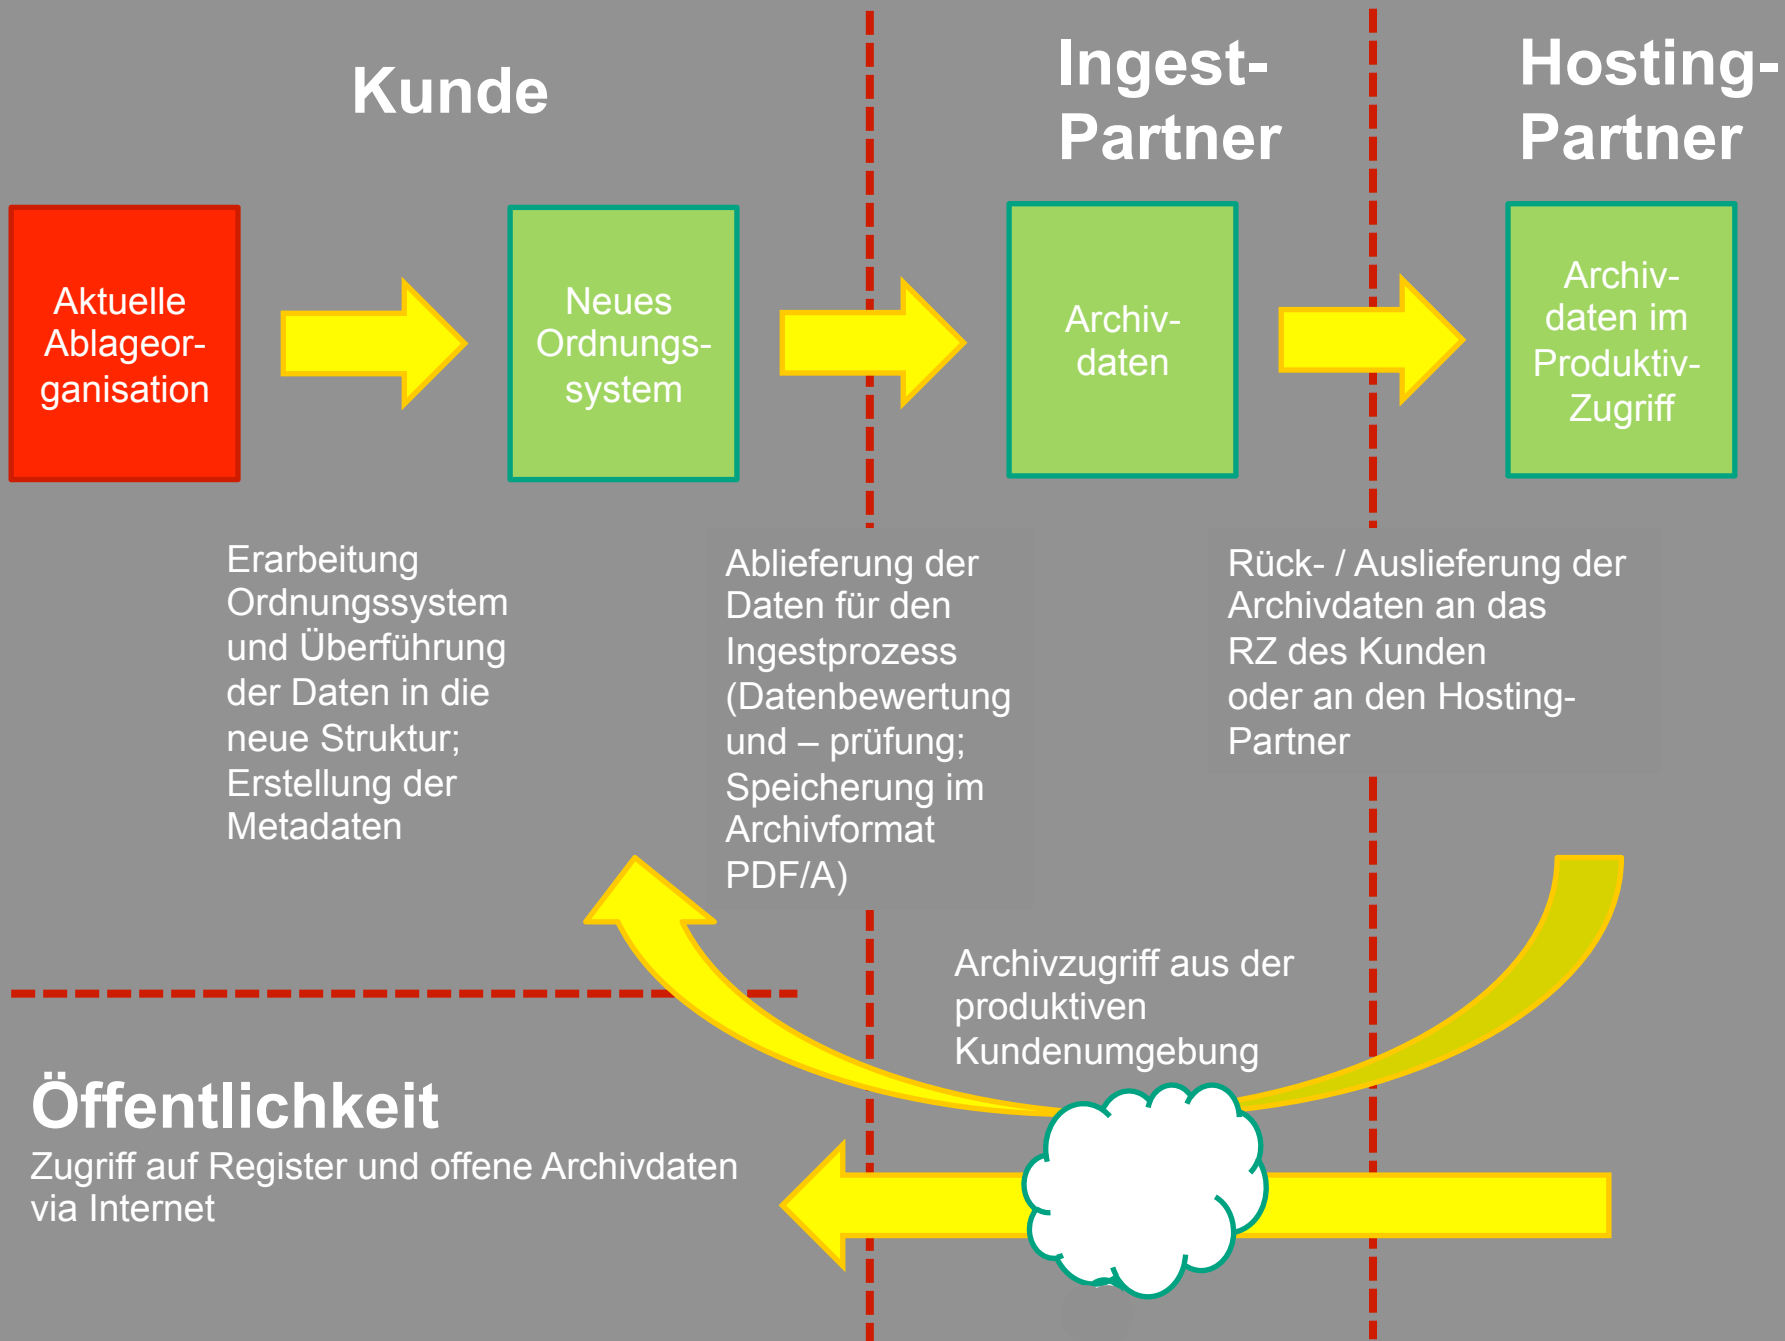 Kunde
Ingest-
Partner
Hosting-
Partner
Aktuelle
Ablageor-
ganisation
Neues
Ordnungs-
system
Archiv-
daten
Archiv-
daten im
Produktiv-
Zugriff
Erarbeitung
Ordnungssystem
und Überführung
der Daten in die
neue Struktur;
Erstellung der
Metadaten
Ablieferung der
Daten für den
Ingestprozess
(Datenbewertung
und – prüfung;
Speicherung im
Archivformat
PDF/A)
Rück- / Auslieferung der
Archivdaten an das
RZ des Kunden
oder an den Hosting-
Partner
Archivzugriff aus der
produktiven
Kundenumgebung
Öffentlichkeit
Zugriff auf Register und offene Archivdaten
via Internet